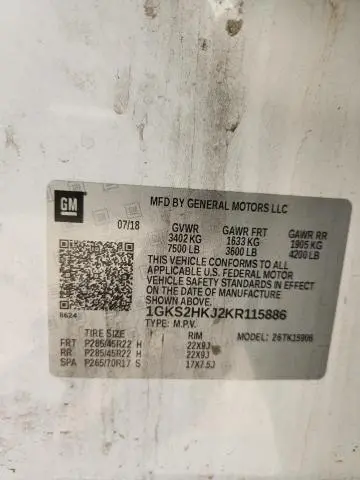 GM
MFD BY GENERAL MOTORS LLC
07/18 GVWR GAWR FRT GAWR RR
3402 KG 1633 KG 1905 KG
7500 LB 3600 LB 4200 LB
THIS VEHICLE CONFORMS TO ALL
APPLICABLE U.S. FEDERAL MOTOR
VEHICLE SAFETY STANDARDS IN EFFECT
ON THE DATE OF MANUFACTURE SHOWN
ABOVE.
1GKS2HKJ2KR115886
8624 TYPE: M.P.V.
TIRE SIZE RIM MODEL: 26TK15906
FRT P285/45R22 H 22X9J
RR P285/45R22 H 22X9J
SPA P265/70R17 S 17X7.5J